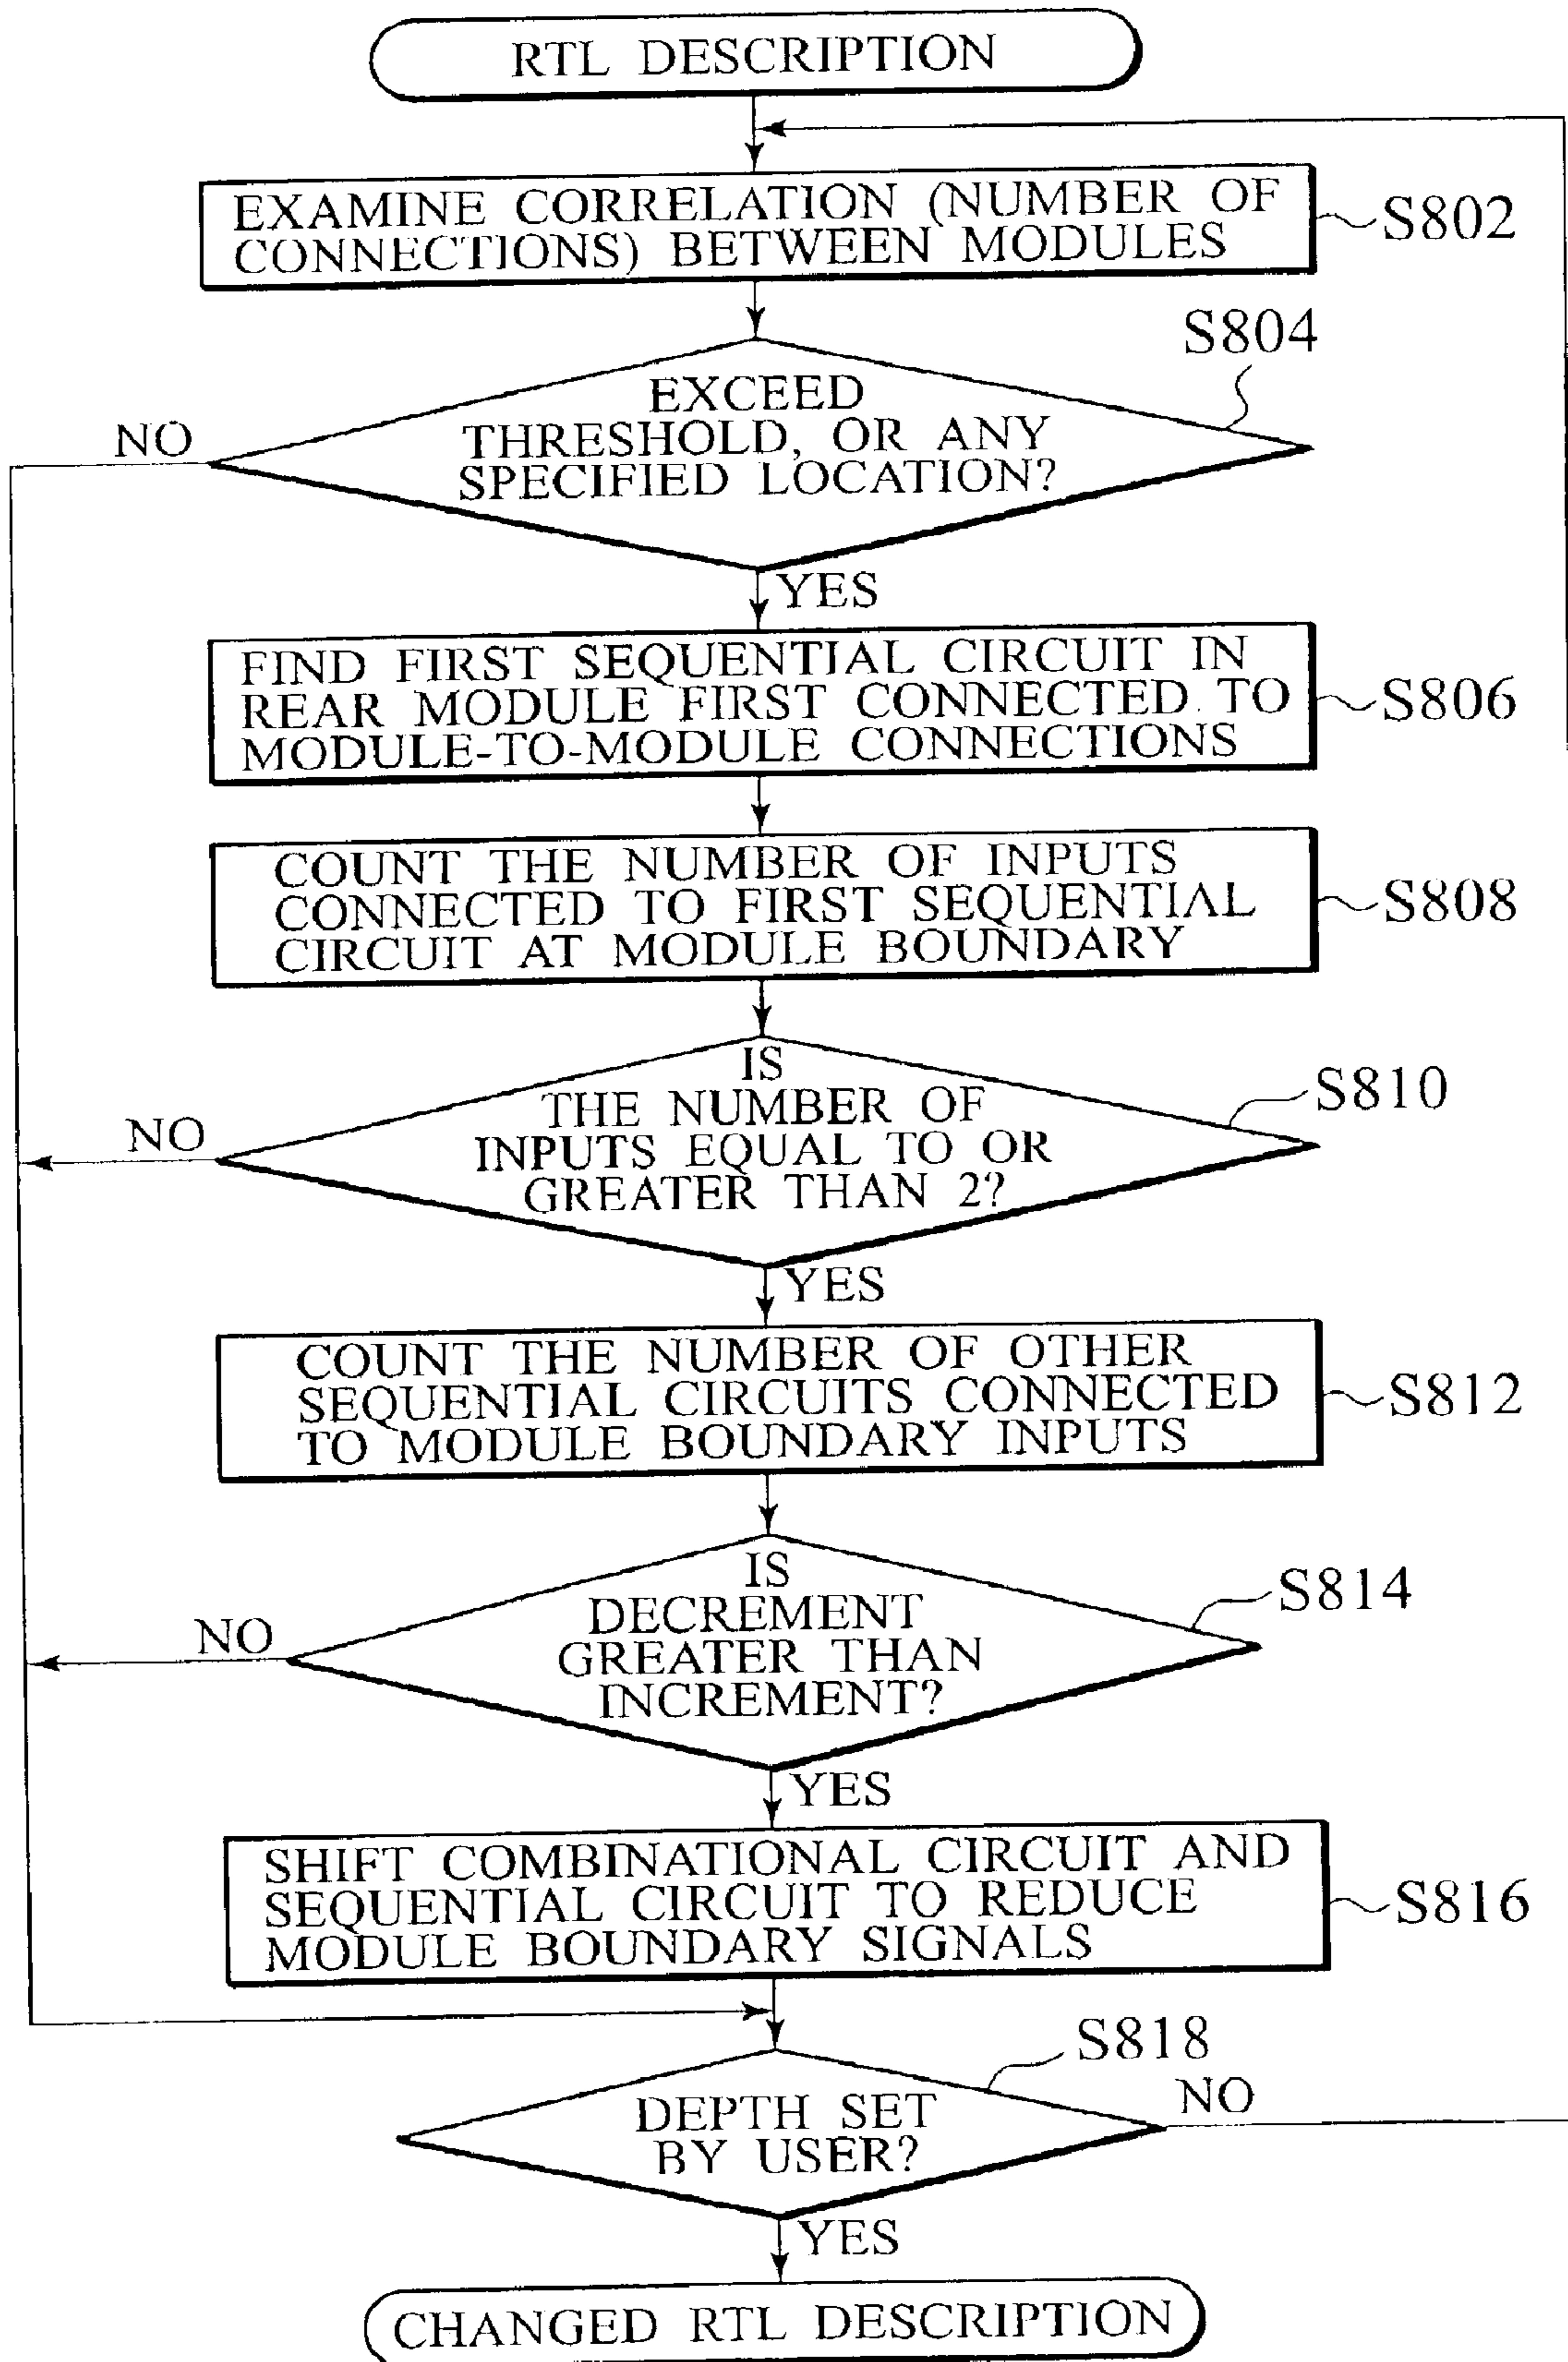 RTL DESCRIPTION
EXAMINE CORRELATION (NUMBER OF
CONNECTIONS) BETWEEN MODULES
S802
S804
EXCEED
THRESHOLD, OR ANY
SPECIFIED LOCATION?
NO
YES
FIND FIRST SEQUENTIAL CIRCUIT IN
REAR MODULE FIRST CONNECTED TO
MODULE-TO-MODULE CONNECTIONS
S806
COUNT THE NUMBER OF INPUTS
CONNECTED TO FIRST SEQUENTIAL
CIRCUIT AT MODULE BOUNDARY
S808
IS
THE NUMBER OF
INPUTS EQUAL TO OR
GREATER THAN 2?
S810
NO
YES
COUNT THE NUMBER OF OTHER
SEQUENTIAL CIRCUITS CONNECTED
TO MODULE BOUNDARY INPUTS
S812
IS
DECREMENT
GREATER THAN
INCREMENT?
S814
NO
YES
SHIFT COMBINATIONAL CIRCUIT AND
SEQUENTIAL CIRCUIT TO REDUCE
MODULE BOUNDARY SIGNALS
S816
S818
DEPTH SET
BY USER?
NO
YES
CHANGED RTL DESCRIPTION